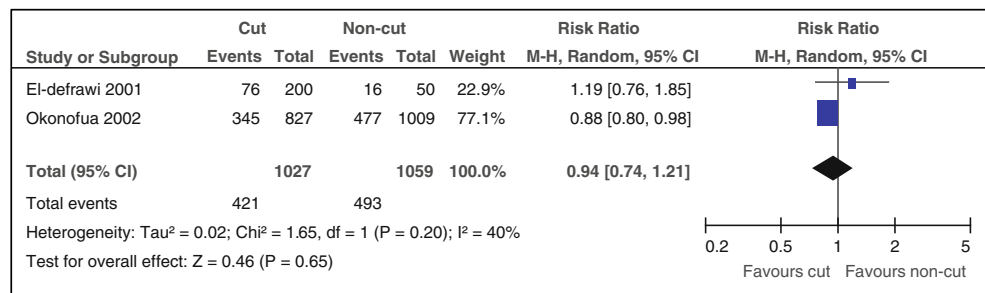 Cut Non-cut Risk Ratio Risk Ratio
Study or Subgroup Events Total Events Total Weight M-H, Random, 95% CI M-H, Random, 95% CI
El-defrawi 2001 76 200 16 50 22.9% 1.19 [0.76, 1.85]
Okonofua 2002 345 827 477 1009 77.1% 0.88 [0.80, 0.98]
Total (95% CI) 1027 1059 100.0% 0.94 [0.74, 1.21]
Total events 421 493
Heterogeneity: Tau² = 0.02; Chi² = 1.65, df = 1 (P = 0.20); I² = 40%
Test for overall effect: Z = 0.46 (P = 0.65)
0.2 0.5 1 2 5
Favours cut Favours non-cut